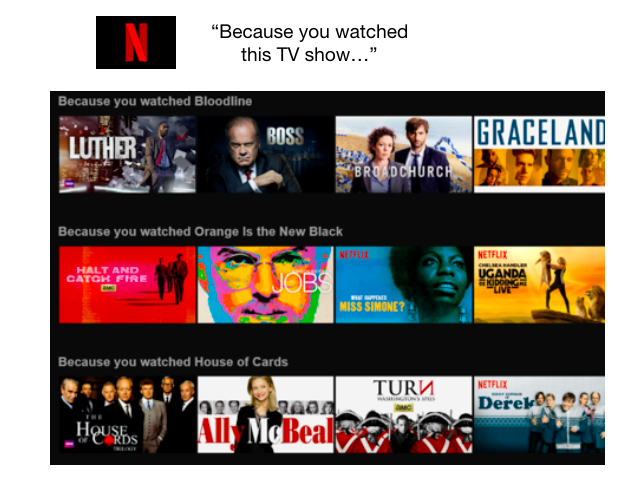 N
“Because you watched
this TV show…”
Because you watched Bloodline
LUTHER
BOSS
BROADCHURCH
GRACELAND
Because you watched Orange Is the New Black
HALT AND
CATCH FIRE
AMC
JOBS
NETFLIX
WHAT HAPPENED
MISS SIMONE?
NETFLIX
CHELSEA HANDLER
UGANDA
BE KIDDING ME
LIVE
Because you watched House of Cards
THE
HOUSE
OF CARDS
TRILOGY
Ally McBeal
TURN
WASHINGTON'S SPIES
AMC
NETFLIX
Derek